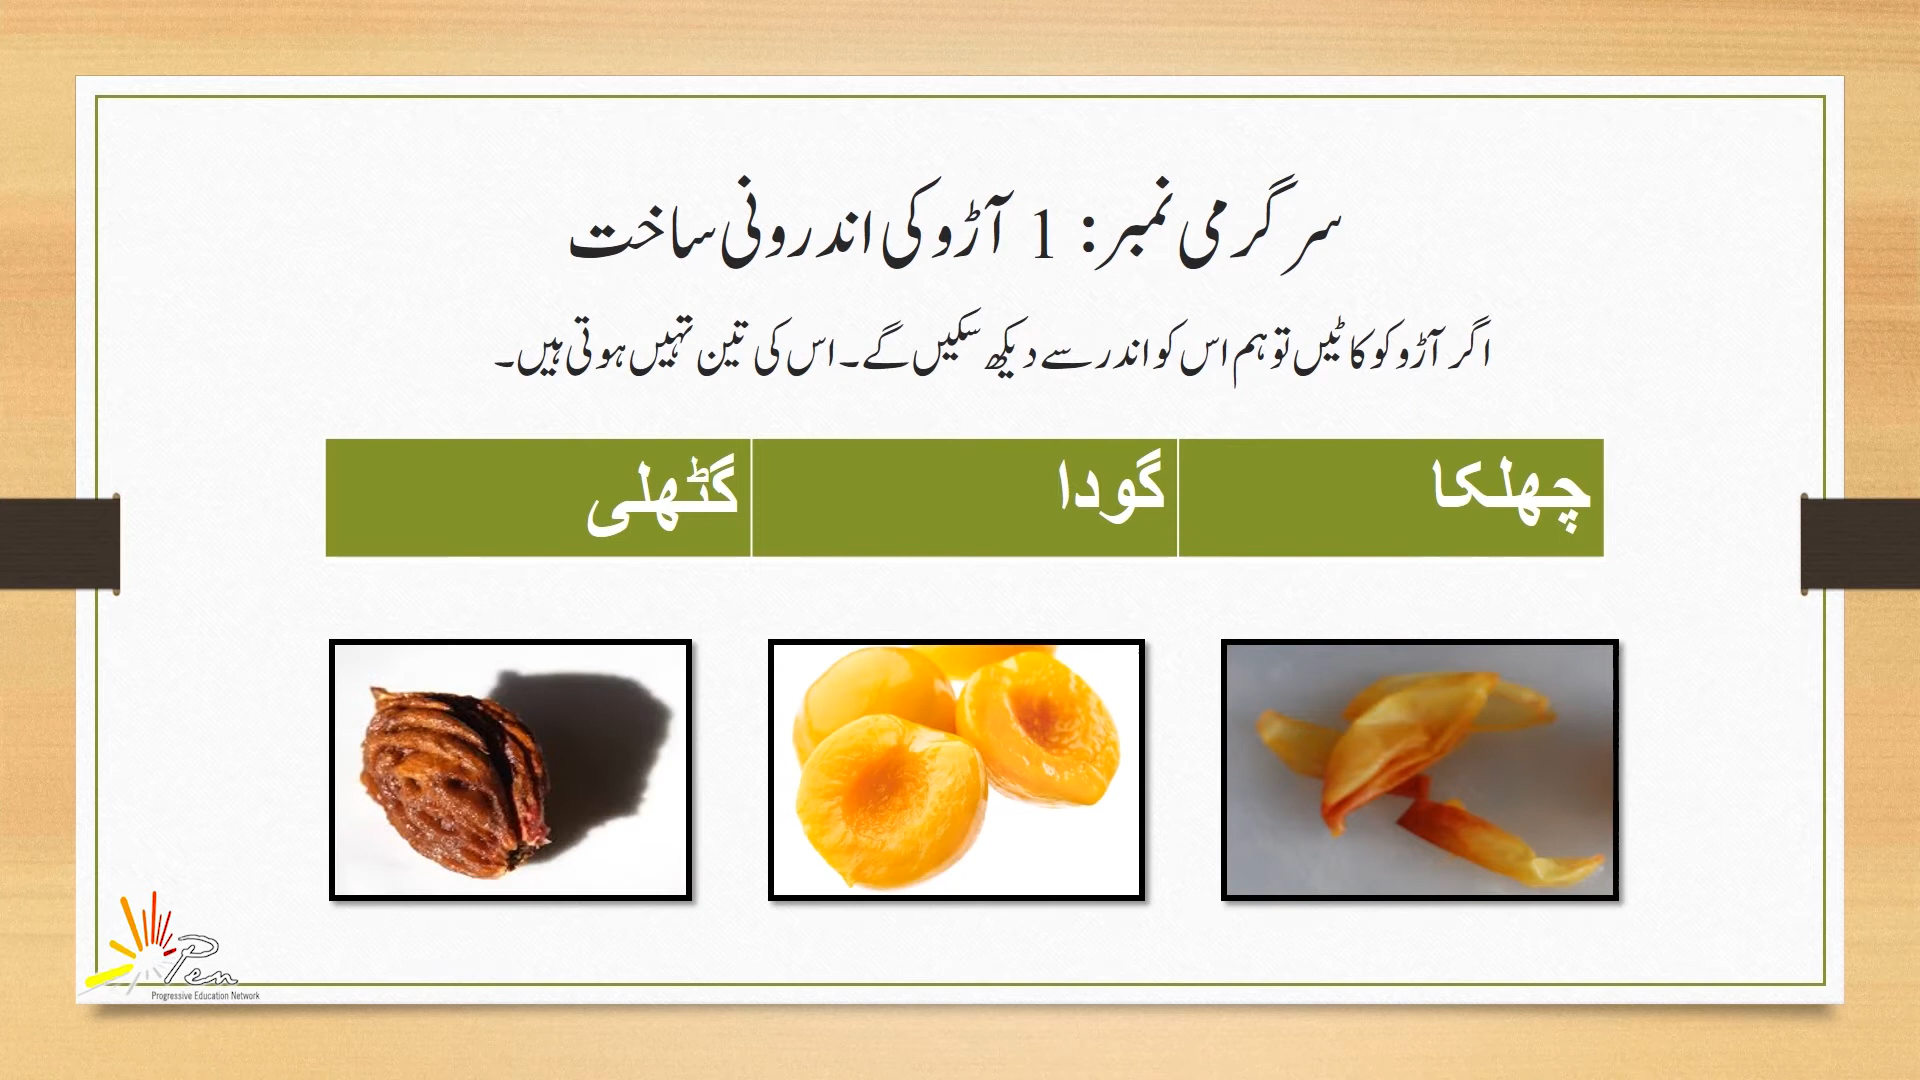 سرگرمی نمبر: 1 آڑو کی اندرونی ساخت
اگر آڑو کو کاٹیں تو ہم اس کو اندر سے دیکھ سکیں گے۔ اس کی تین تہیں ہوتی ہیں۔
چھلکا گودا گٹھلی
Pen
Progressive Education Network